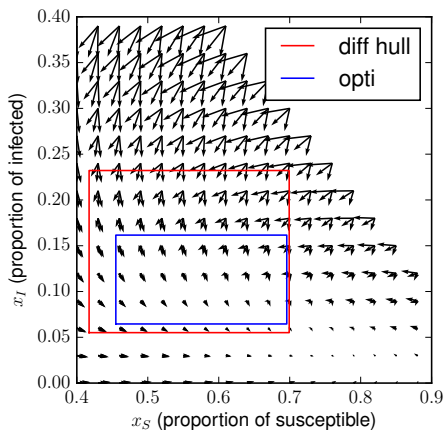 0.40
0.35
0.30
0.25
0.20
0.15
0.10
0.05
0.00
x_I (proportion of infected)
diff hull
opti
0.4 0.5 0.6 0.7 0.8 0.9
x_S (proportion of susceptible)